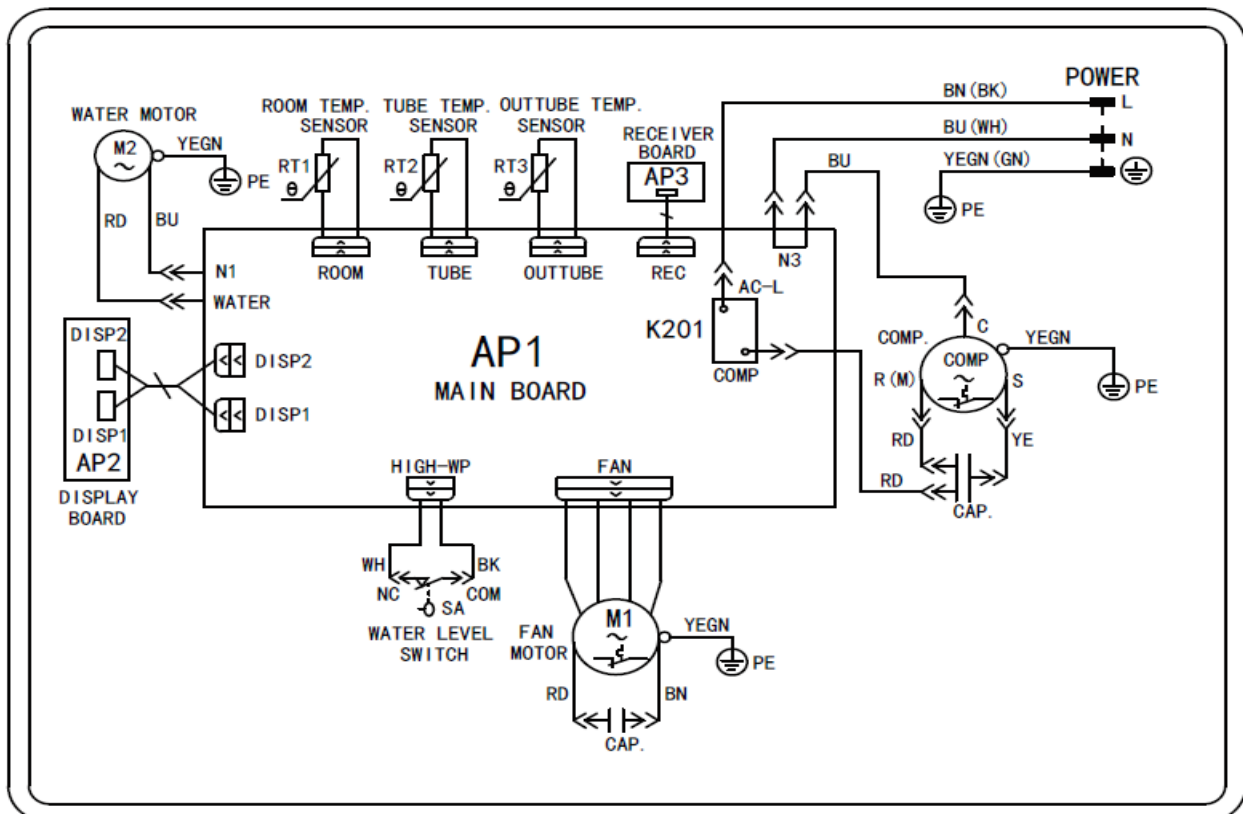 POWER
BN(BK)
L
BU(WH)
N
YEGN(GN)
PE
BU
WATER MOTOR
M2
YEGN
PE
RD
BU
ROOM TEMP.
SENSOR
RT1
θ
TUBE TEMP.
SENSOR
RT2
θ
OUTTUBE TEMP.
SENSOR
RT3
θ
RECEIVER
BOARD
AP3
ROOM
TUBE
OUTTUBE
REC
N3
N1
WATER
AC-L
K201
COMP
AP1
MAIN BOARD
DISP2
DISP1
AP2
DISPLAY
BOARD
DISP2
DISP1
C
COMP.
COMP
YEGN
PE
R(M)
S
RD
YE
RD
CAP.
HIGH-WP
FAN
WH
BK
NC
COM
SA
WATER LEVEL
SWITCH
M1
FAN
MOTOR
YEGN
PE
RD
BN
CAP.